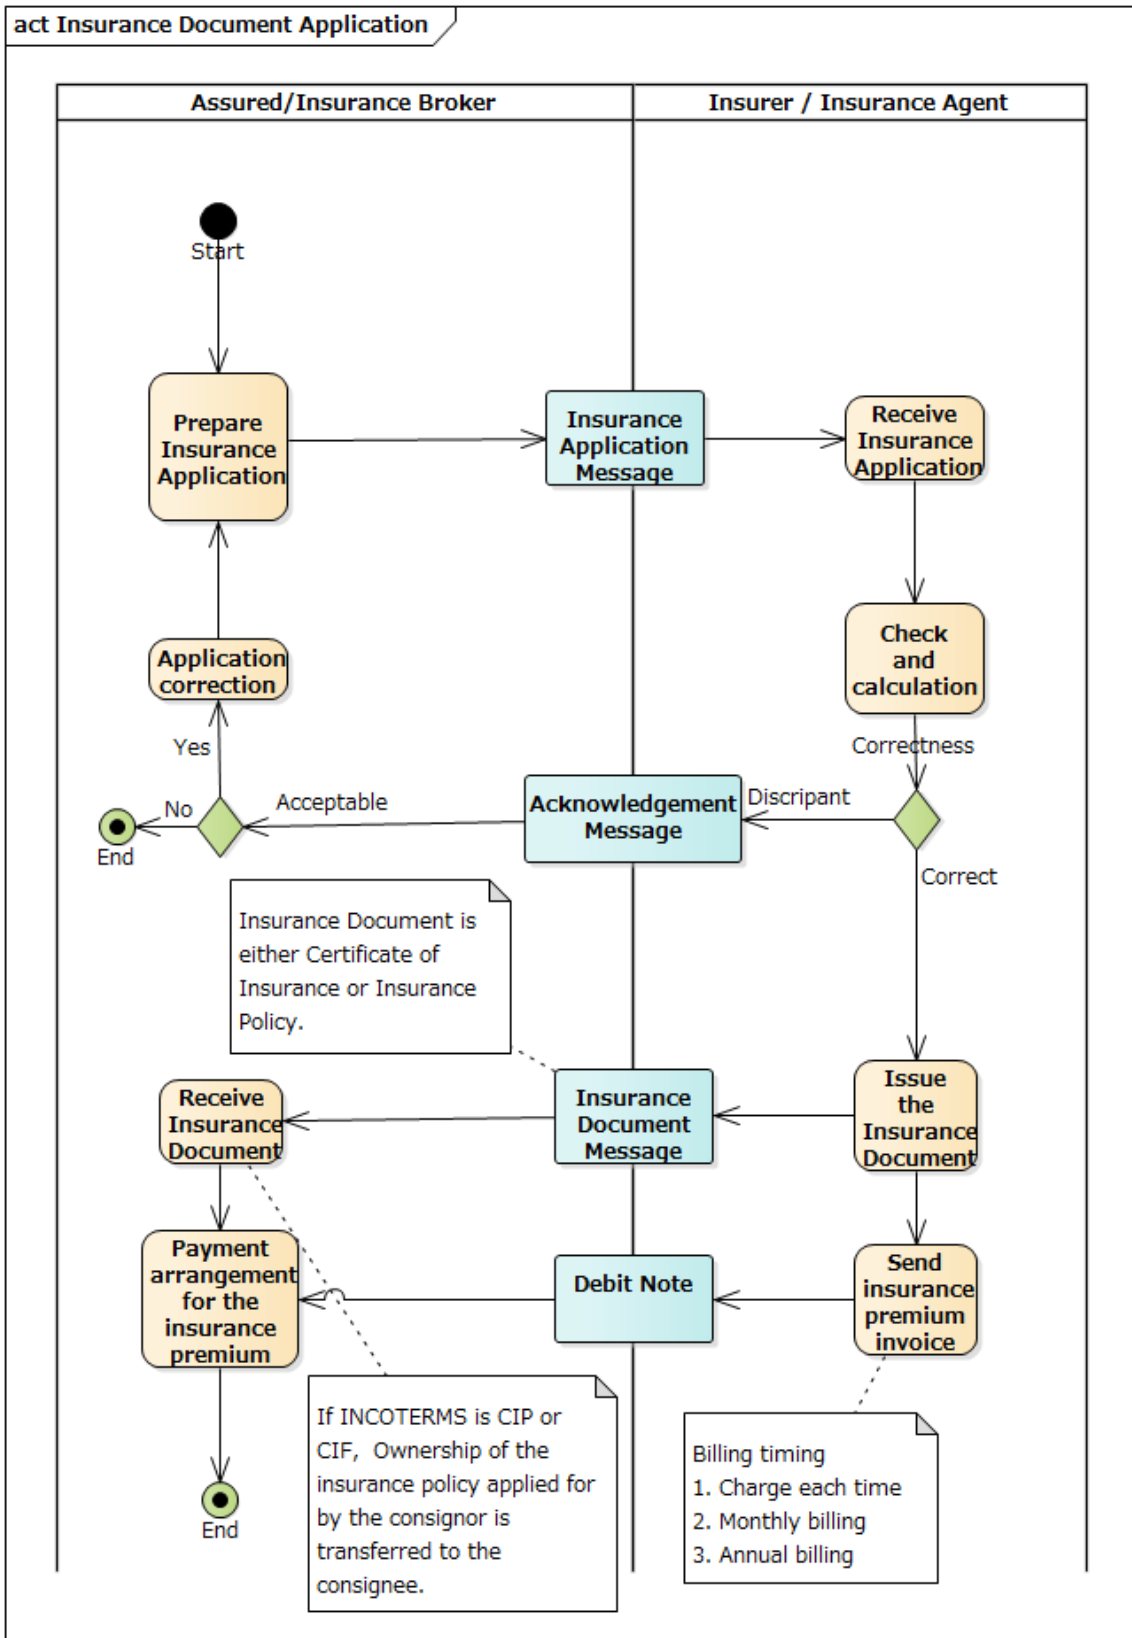 act Insurance Document Application
Assured/Insurance Broker
Insurer / Insurance Agent
Start
Prepare
Insurance
Application
Insurance
Application
Message
Receive
Insurance
Application
Application
correction
Check
and
calculation
Yes
Correctness
No
Acceptable
Acknowledgement
Message
Discripant
End
Correct
Insurance Document is
either Certificate of
Insurance or Insurance
Policy.
Receive
Insurance
Document
Insurance
Document
Message
Issue
the
Insurance
Document
Payment
arrangement
for the
insurance
premium
Debit Note
Send
insurance
premium
invoice
If INCOTERMS is CIP or
CIF,  Ownership of the
insurance policy applied for
by the consignor is
transferred to the
consignee.
Billing timing
1. Charge each time
2. Monthly billing
3. Annual billing
End